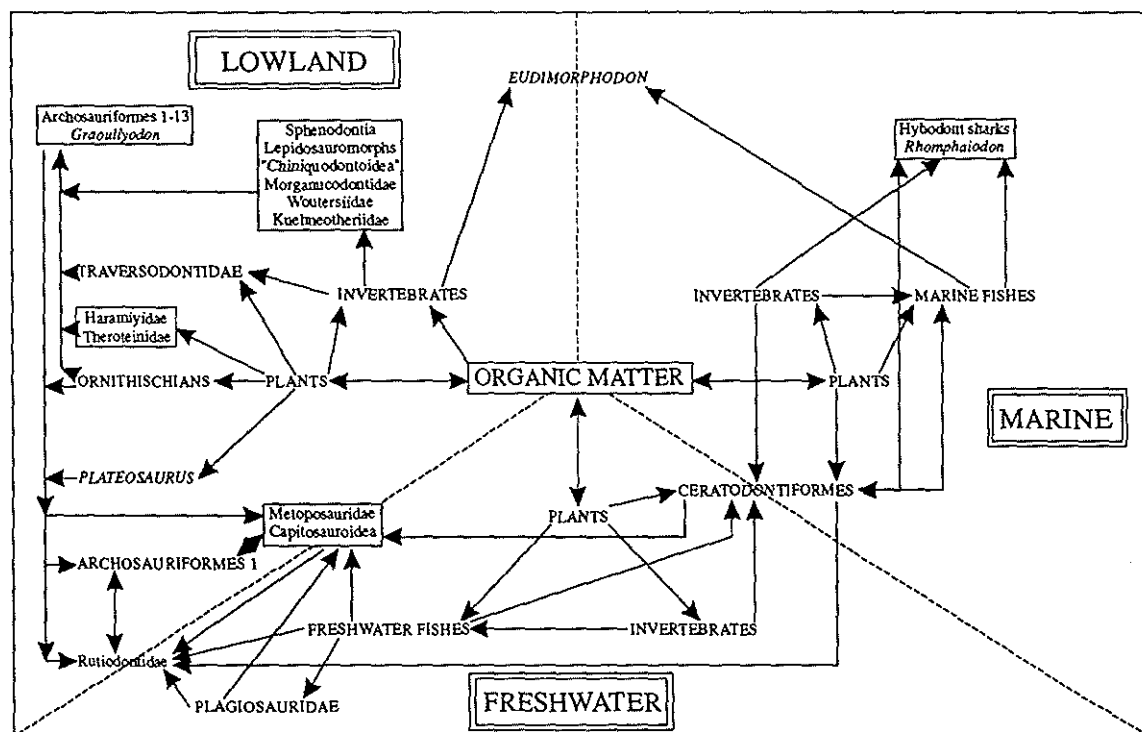 LOWLAND
EUDIMORPHODON
Archosauriformes 1-13
Graoullyodon
Sphenodontia
Lepidosauromorphs
"Chiniquodontoidea"
Morganucodontidae
Woutersiidae
Kuehneotheriidae
Hybodont sharks
Rhomphaiodon
TRAVERSODONTIDAE
INVERTEBRATES
INVERTEBRATES
MARINE FISHES
Haramiyidae
Theroteinidae
ORNITHISCHIANS
PLANTS
ORGANIC MATTER
PLANTS
MARINE
PLATEOSAURUS
CERATODONTIFORMES
Metoposauridae
Capitosauroidea
PLANTS
ARCHOSAURIFORMES 1
FRESHWATER FISHES
INVERTEBRATES
Rutiodontidae
PLAGIOSAURIDAE
FRESHWATER